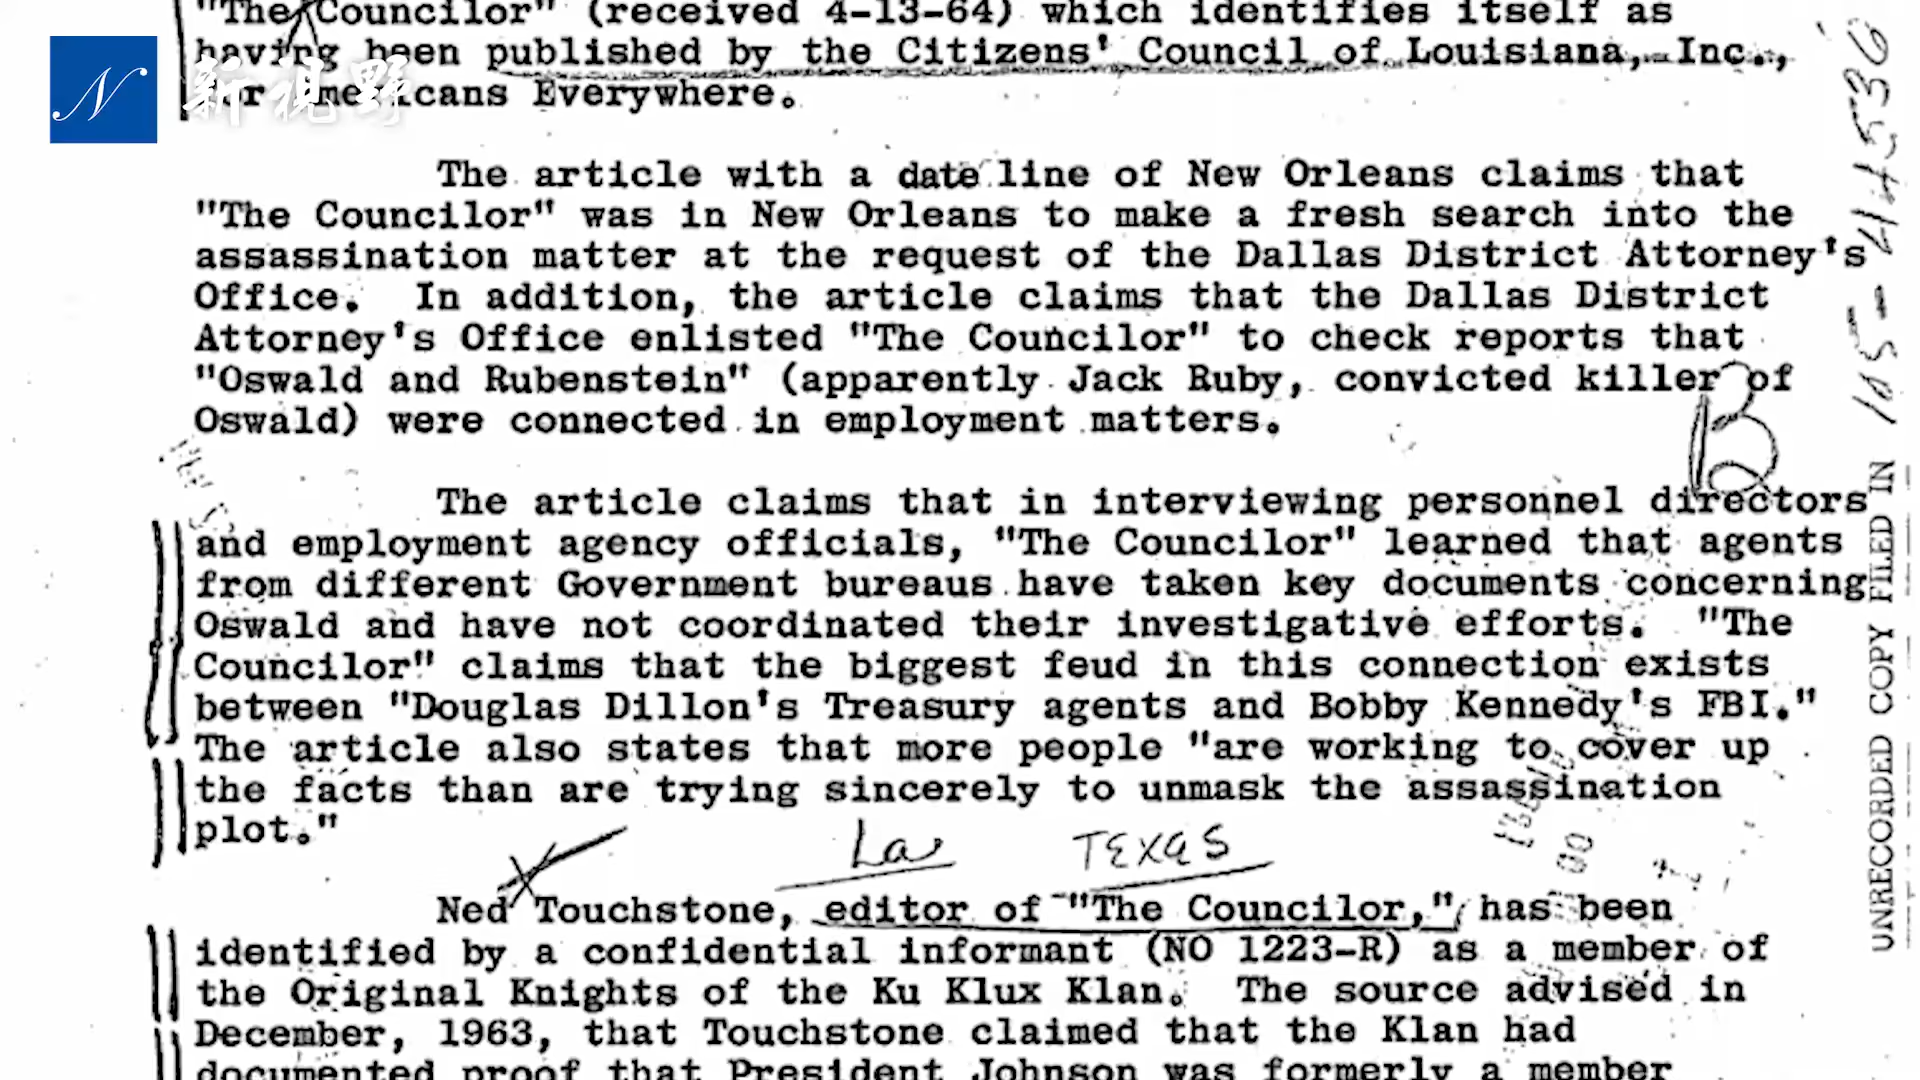 "The Councilor" (received 4-13-64) which identifies itself as
having been published by the Citizens' Council of Louisiana, Inc.,
for Americans Everywhere.
N 新视野
The article with a date line of New Orleans claims that
"The Councilor" was in New Orleans to make a fresh search into the
assassination matter at the request of the Dallas District Attorney's
Office. In addition, the article claims that the Dallas District
Attorney's Office enlisted "The Councilor" to check reports that
"Oswald and Rubenstein" (apparently Jack Ruby, convicted killer of
Oswald) were connected in employment matters.
The article claims that in interviewing personnel directors
and employment agency officials, "The Councilor" learned that agents
from different Government bureaus have taken key documents concerning
Oswald and have not coordinated their investigative efforts. "The
Councilor" claims that the biggest feud in this connection exists
between "Douglas Dillon's Treasury agents and Bobby Kennedy's FBI."
The article also states that more people "are working to cover up
the facts than are trying sincerely to unmask the assassination
plot."
La TEXAS
Ned Touchstone, editor of "The Councilor," has been
identified by a confidential informant (NO 1223-R) as a member of
the Original Knights of the Ku Klux Klan. The source advised in
December, 1963, that Touchstone claimed that the Klan had
documented proof that President Johnson was formerly a member
UNRECORDED COPY FILED IN